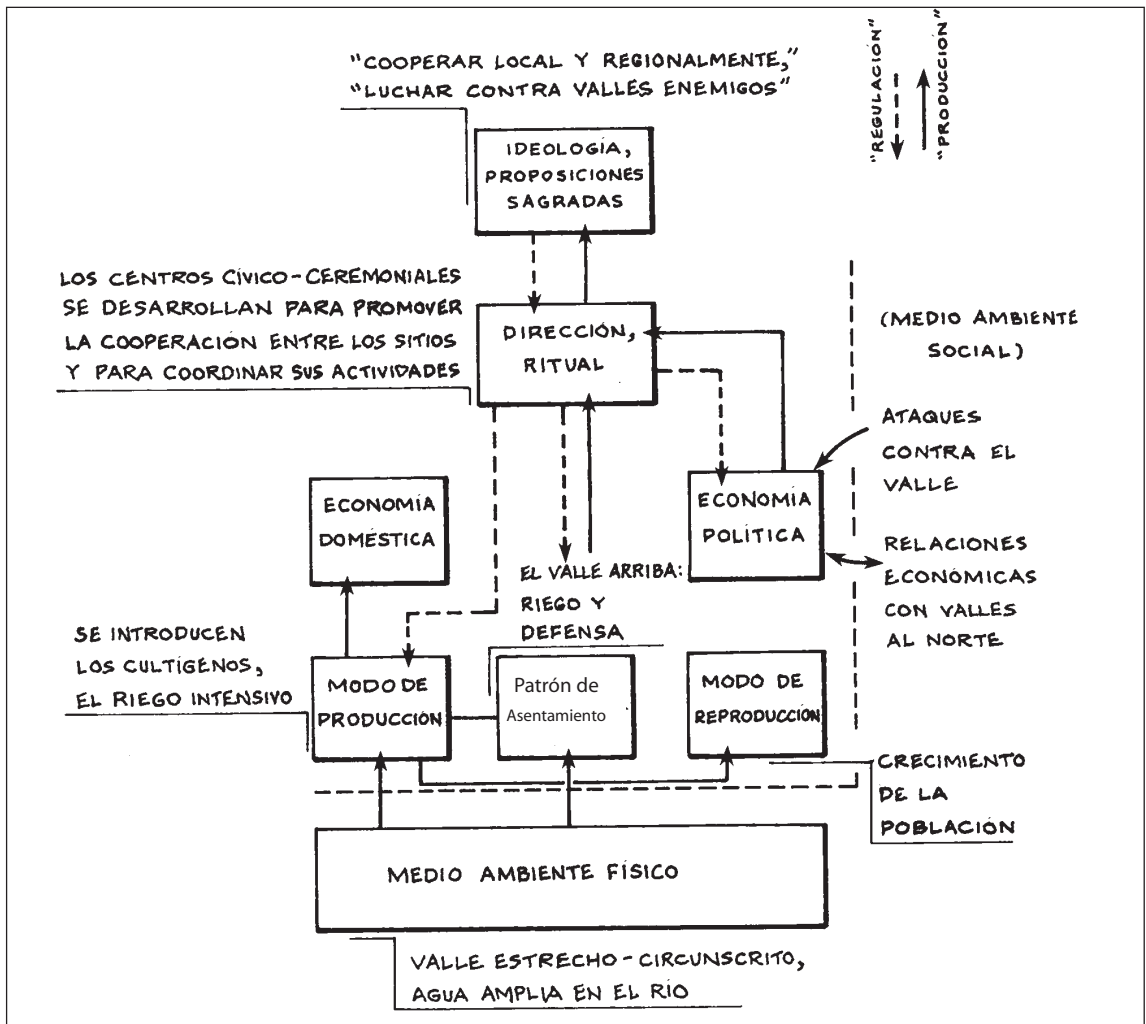 "COOPERAR LOCAL Y REGIONALMENTE,"
"LUCHAR CONTRA VALLES ENEMIGOS"
"REGULACIÓN"
"PRODUCCIÓN"
IDEOLOGÍA,
PROPOSICIONES
SAGRADAS
LOS CENTROS CÍVICO-CEREMONIALES
SE DESARROLLAN PARA PROMOVER
LA COOPERACIÓN ENTRE LOS SITIOS
Y PARA COORDINAR SUS ACTIVIDADES
DIRECCIÓN,
RITUAL
(MEDIO AMBIENTE
SOCIAL)
ATAQUES
CONTRA EL
VALLE
ECONOMÍA
DOMÉSTICA
ECONOMÍA
POLÍTICA
RELACIONES
ECONÓMICAS
CON VALLES
AL NORTE
EL VALLE ARRIBA:
RIEGO Y
DEFENSA
SE INTRODUCEN
LOS CULTÍGENOS,
EL RIEGO INTENSIVO
MODO DE
PRODUCCIÓN
Patrón de
Asentamiento
MODO DE
REPRODUCCIÓN
CRECIMIENTO
DE LA
POBLACIÓN
MEDIO AMBIENTE FÍSICO
VALLE ESTRECHO-CIRCUNSCRITO,
AGUA AMPLIA EN EL RÍO